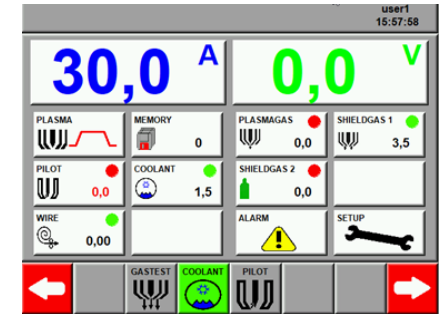 user1
15:57:58
30,0 A
0,0 V
PLASMA
MEMORY
0
PLASMAGAS
0,0
SHIELDGAS 1
3,5
PILOT
0,0
COOLANT
1,5
SHIELDGAS 2
0,0
WIRE
0,00
ALARM
SETUP
GASTEST
COOLANT
PILOT